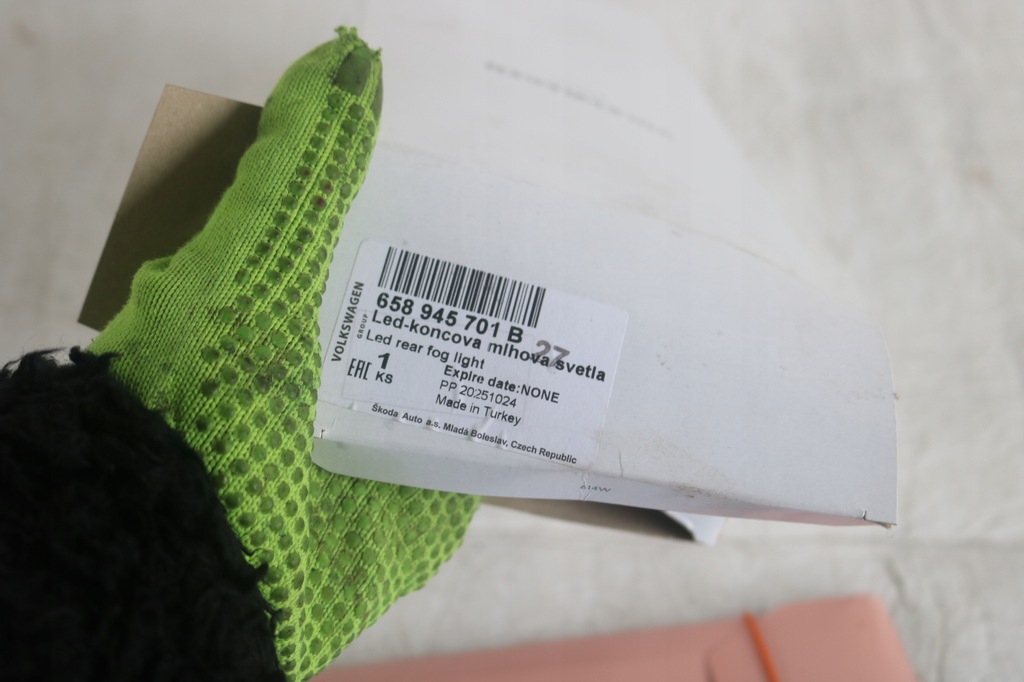 VOLKSWAGEN
GROUP
658 945 701 B
27
Led-koncova mlhova svetla
Led rear fog light
EAC
1
Ks
Expire date:NONE
PP 20251024
Made in Turkey
Škoda Auto a.s. Mladá Boleslav, Czech Republic